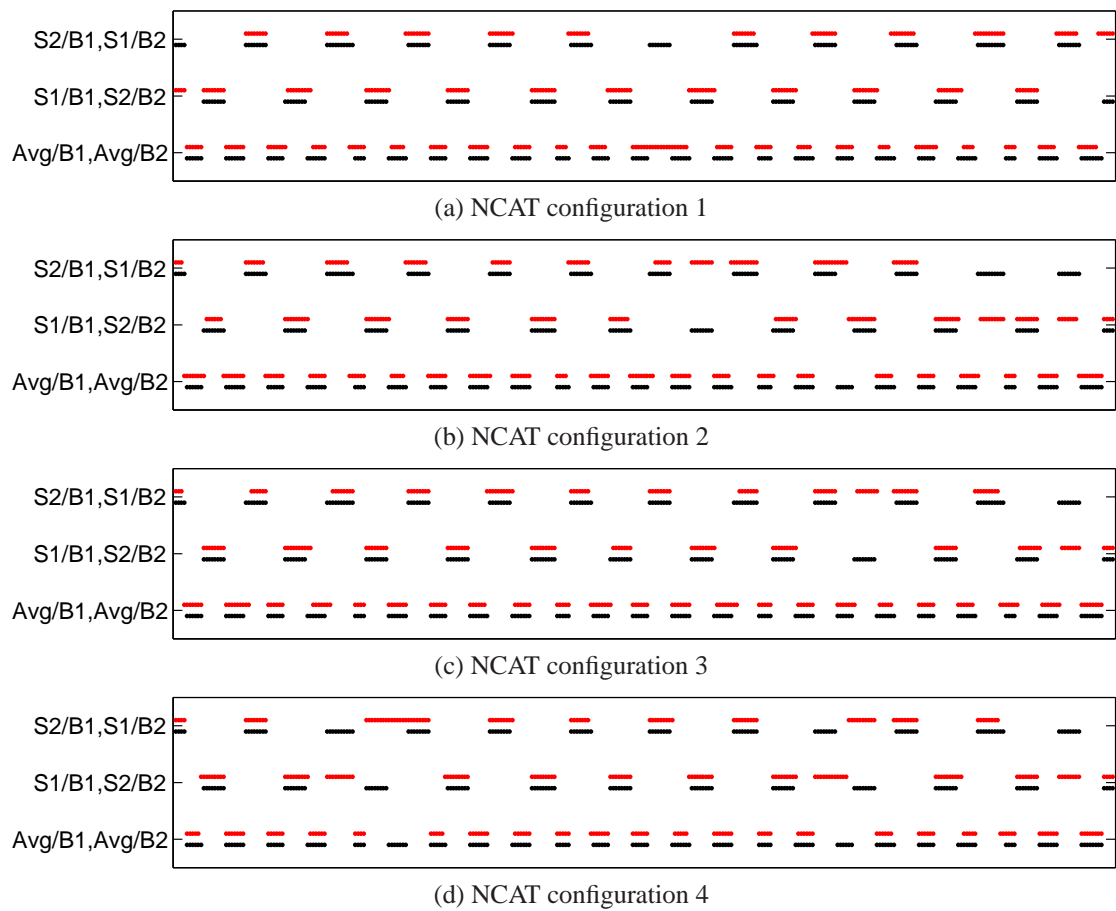 S2/B1,S1/B2
S1/B1,S2/B2
Avg/B1,Avg/B2
(a) NCAT configuration 1
S2/B1,S1/B2
S1/B1,S2/B2
Avg/B1,Avg/B2
(b) NCAT configuration 2
S2/B1,S1/B2
S1/B1,S2/B2
Avg/B1,Avg/B2
(c) NCAT configuration 3
S2/B1,S1/B2
S1/B1,S2/B2
Avg/B1,Avg/B2
(d) NCAT configuration 4